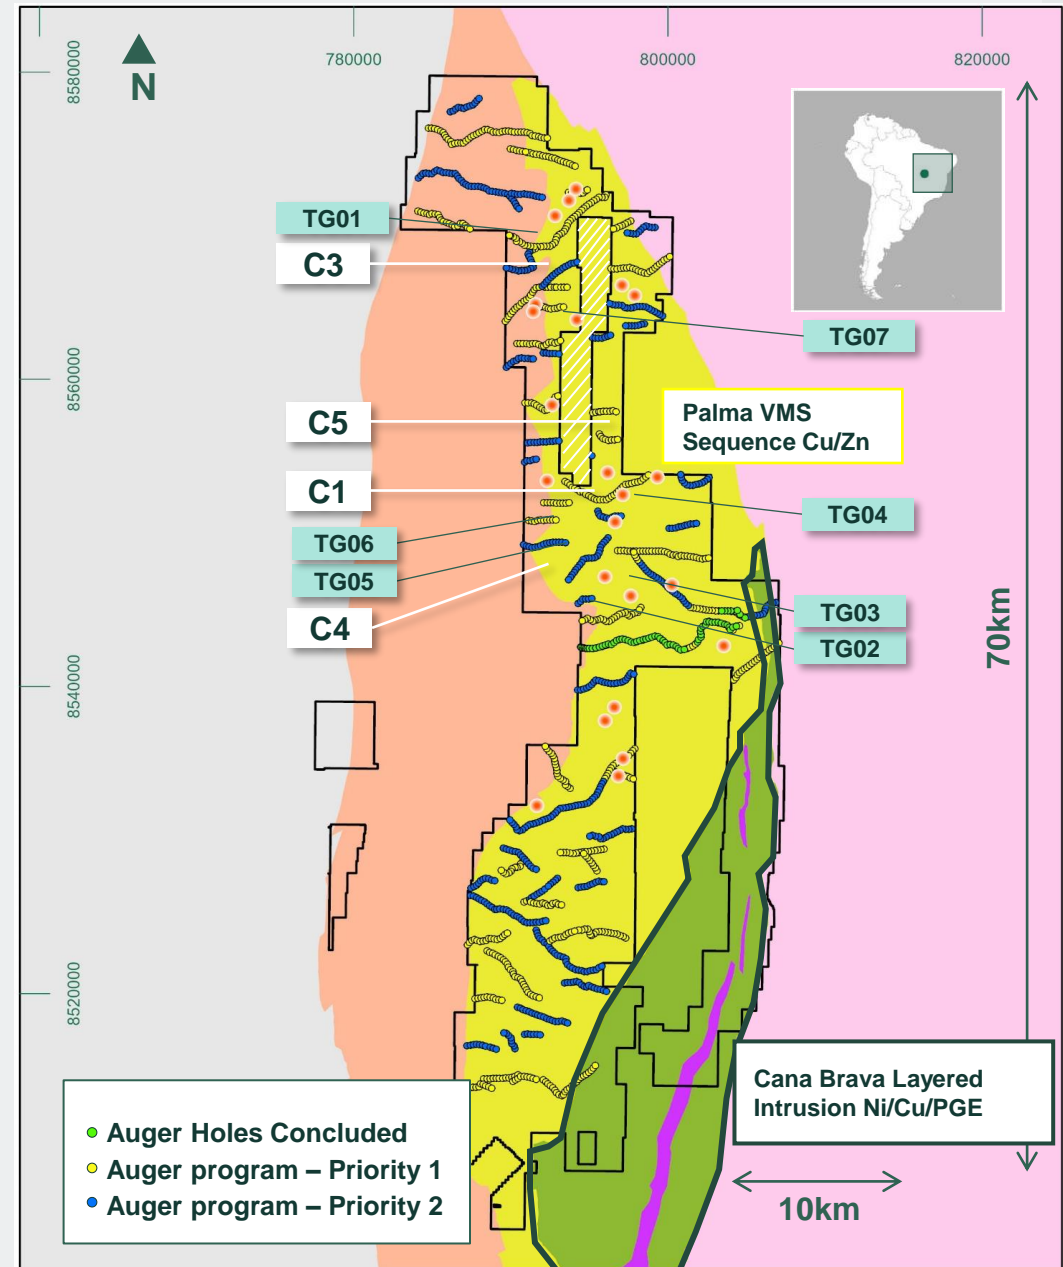 780000
800000
820000
8580000
N
TG01
C3
TG07
8560000
Palma VMS
Sequence Cu/Zn
C5
C1
TG04
TG06
TG05
TG03
C4
TG02
70km
8540000
8520000
Cana Brava Layered
Intrusion Ni/Cu/PGE
Auger Holes Concluded
Auger program – Priority 1
Auger program – Priority 2
10km